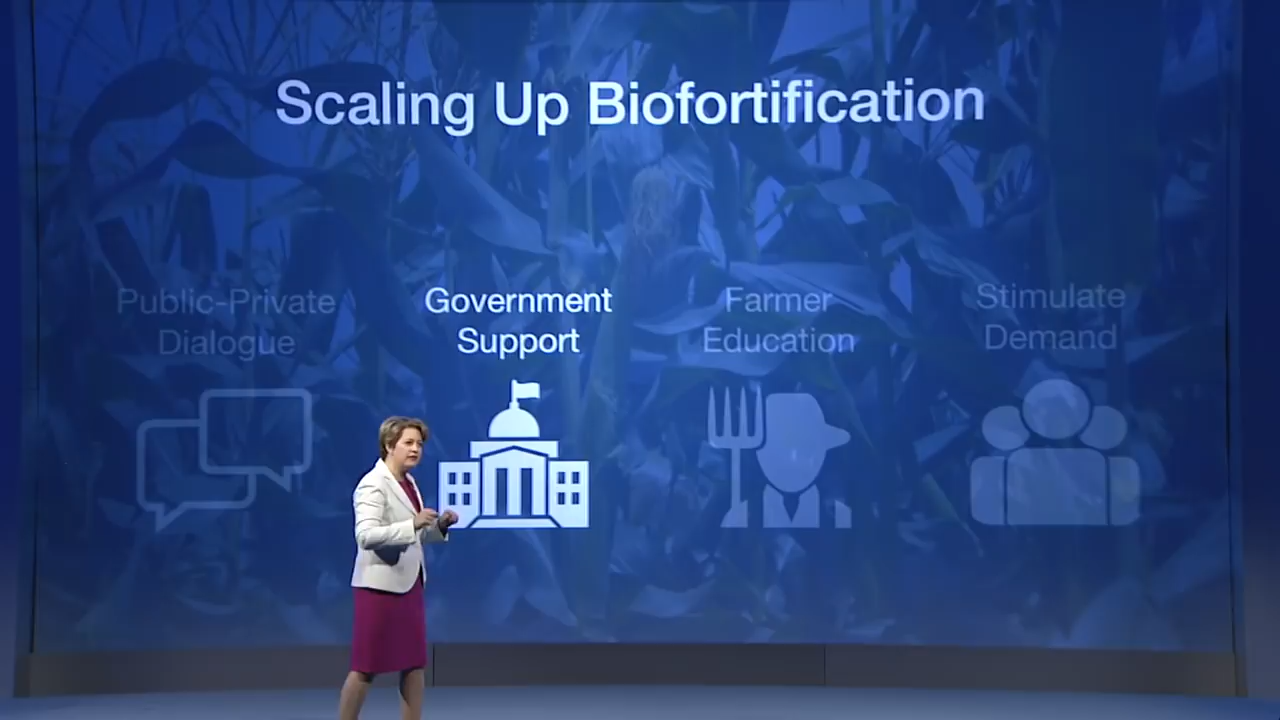 Scaling Up Biofortification
Public-Private
Dialogue
Government
Support
Farmer
Education
Stimulate
Demand